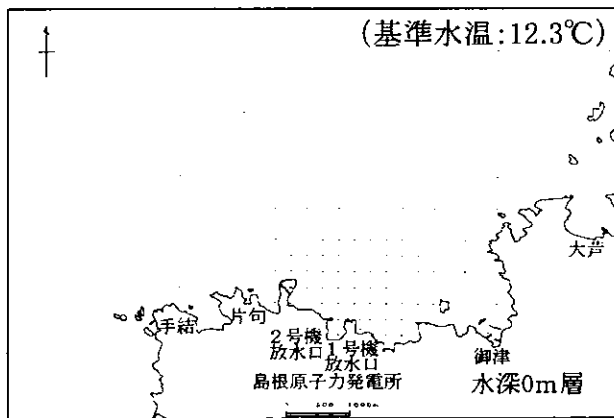 (基準水温:12.3℃)
大芦
手結
片句
2号機
放水口
1号機
放水口
御津
島根原子力発電所
水深0m層